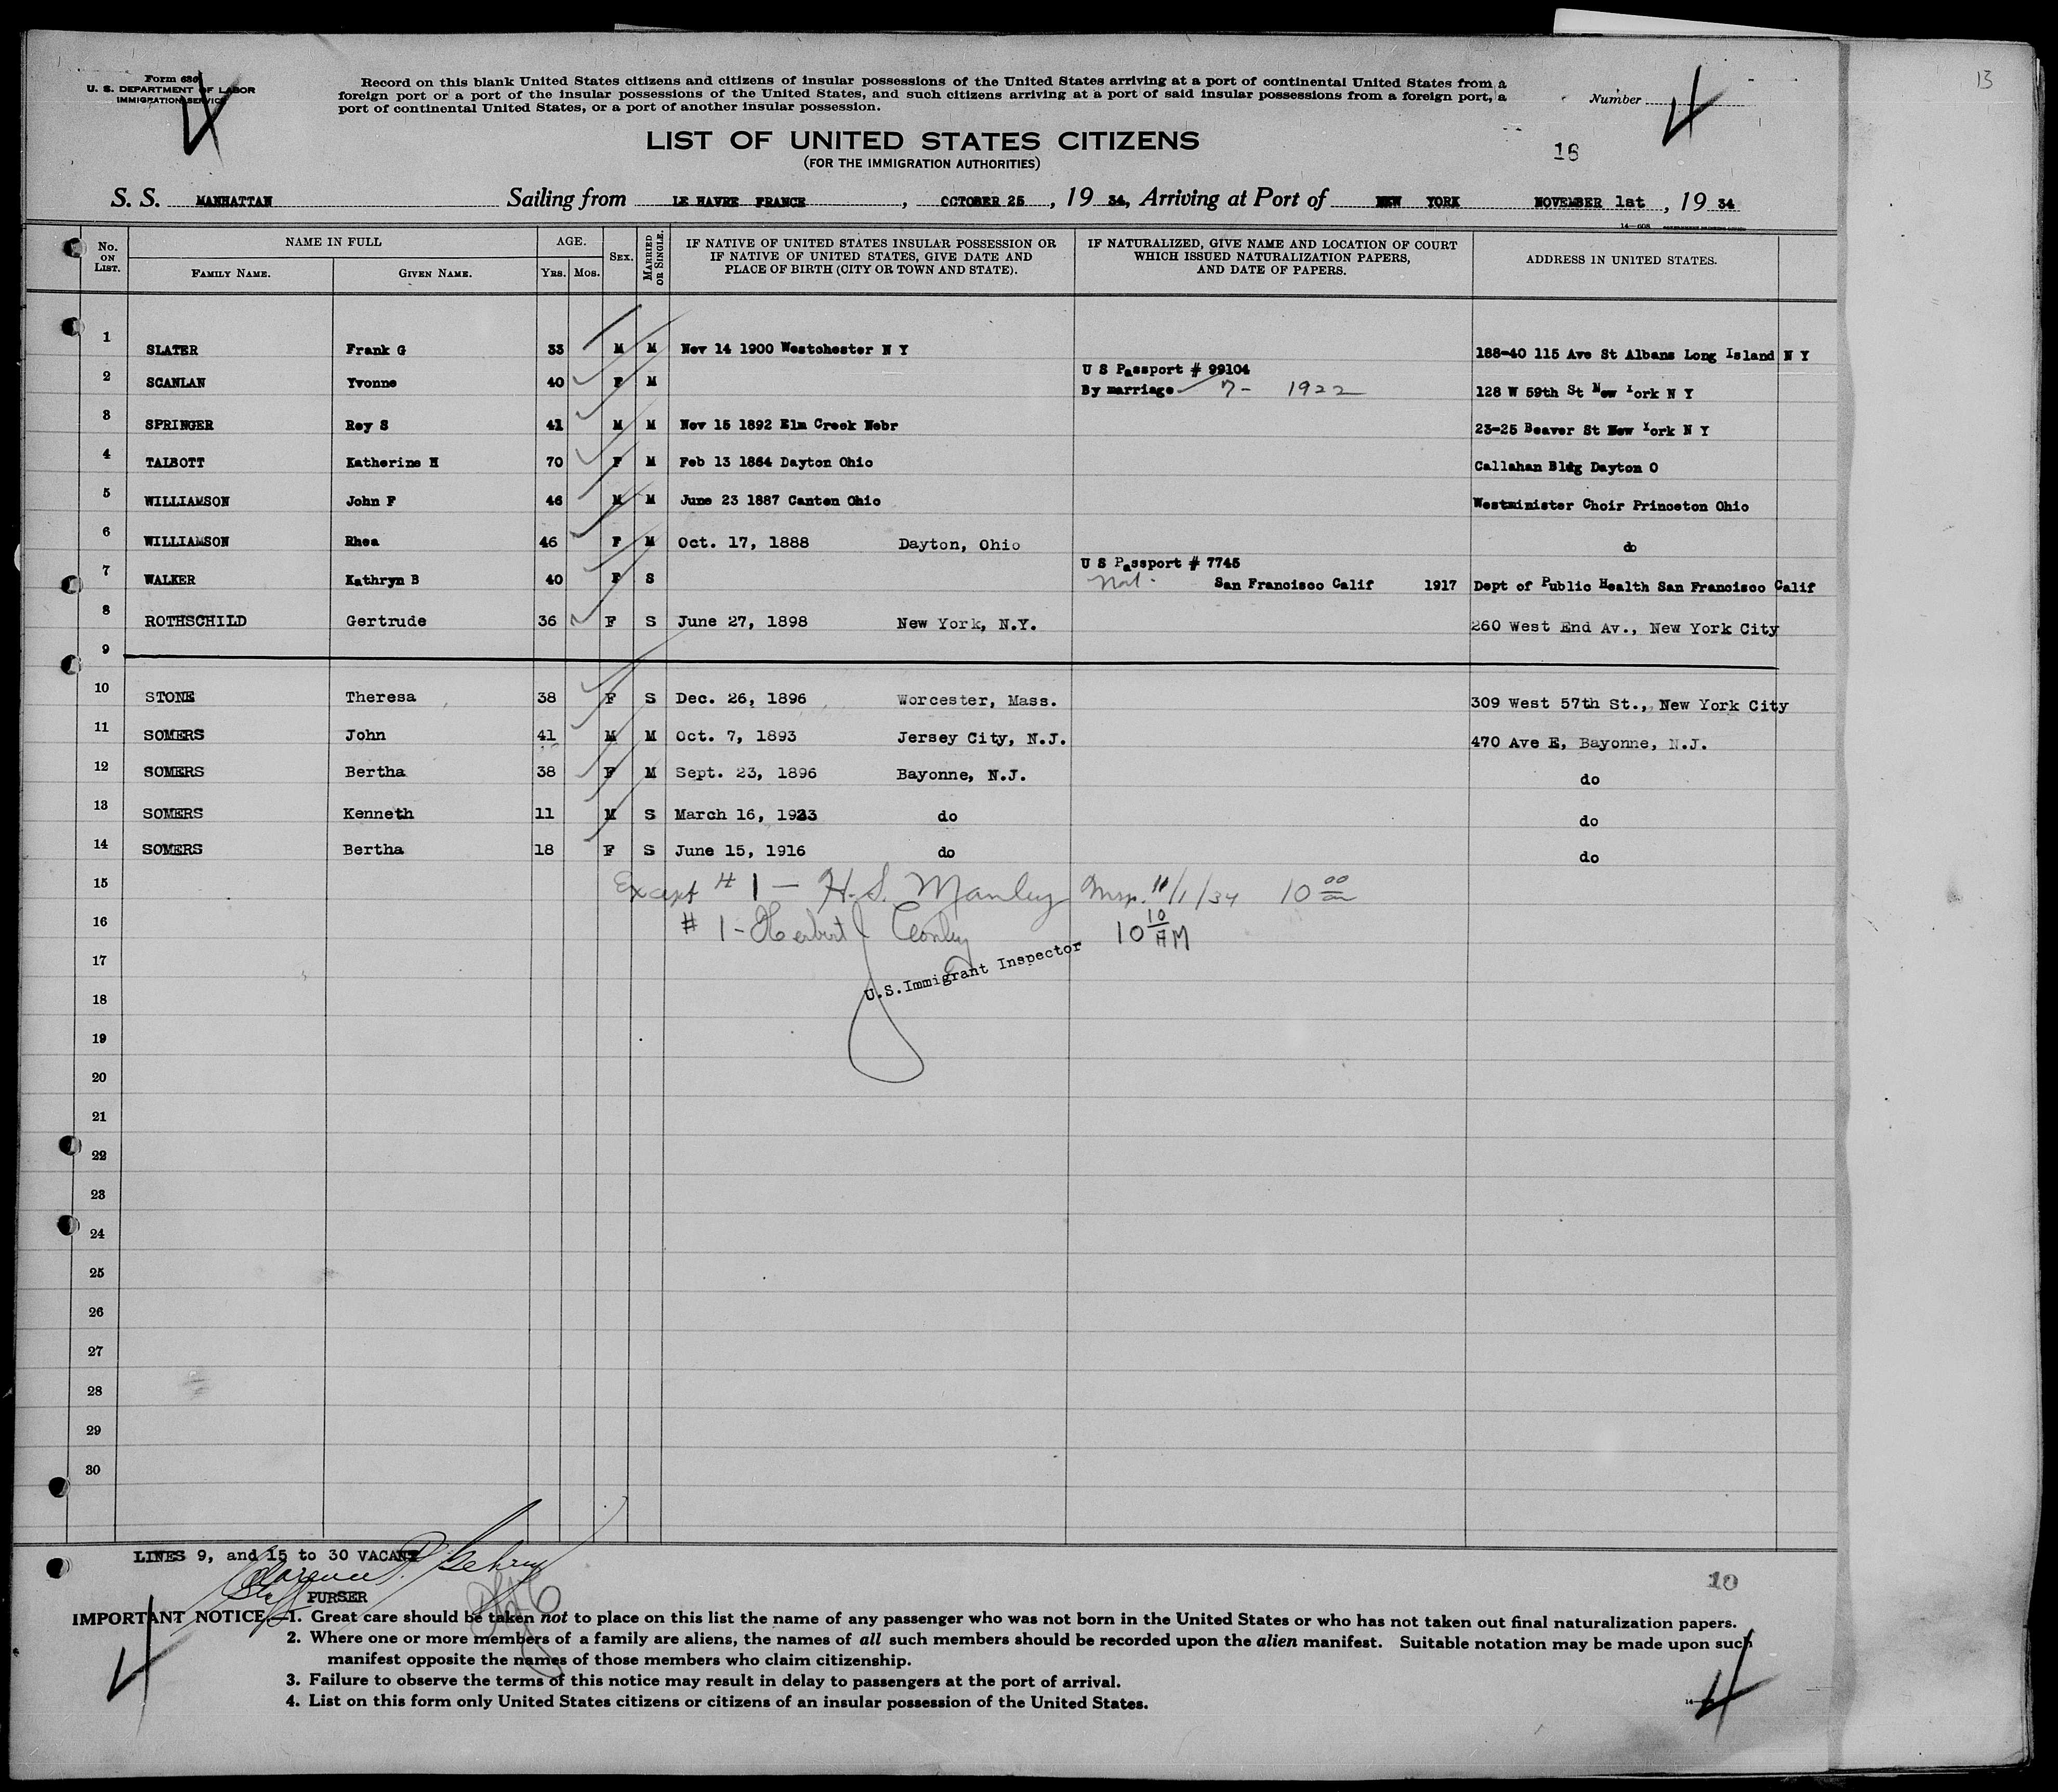 13
Form 630
U. S. DEPARTMENT OF LABOR
IMMIGRATION SERVICE
4
Record on this blank United States citizens and citizens of insular possessions of the United States arriving at a port of continental United States from a
foreign port or a port of the insular possessions of the United States, and such citizens arriving at a port of said insular possessions from a foreign port, a
port of continental United States, or a port of another insular possession.
Number 4
LIST OF UNITED STATES CITIZENS
(FOR THE IMMIGRATION AUTHORITIES)
16
S. S. MANHATTAN Sailing from LE HAVRE FRANCE, OCTOBER 25, 19 34, Arriving at Port of NEW YORK NOVEMBER 1st, 19 34
No. ON LIST. NAME IN FULL FAMILY NAME. GIVEN NAME. AGE. YRS. MOS. SEX. MARRIED OR SINGLE. IF NATIVE OF UNITED STATES INSULAR POSSESSION OR IF NATIVE OF UNITED STATES, GIVE DATE AND PLACE OF BIRTH (CITY OR TOWN AND STATE). IF NATURALIZED, GIVE NAME AND LOCATION OF COURT WHICH ISSUED NATURALIZATION PAPERS, AND DATE OF PAPERS. ADDRESS IN UNITED STATES.
1 SLATER Frank G 33 M M Nov 14 1900 Westchester N Y 188-40 115 Ave St Albans Long Island N Y
U S Passport # 99104
2 SCANLAN Yvonne 40 F M By marriage 7- 1922 128 W 59th St New York N Y
3 SPRINGER Roy S 41 M M Nov 15 1892 Elm Creek Nebr 23-25 Beaver St New York N Y
4 TALBOTT Katherine H 70 F M Feb 13 1864 Dayton Ohio Callahan Bldg Dayton O
5 WILLIAMSON John F 46 M M June 23 1887 Canton Ohio Westminister Choir Princeton Ohio
6 WILLIAMSON Rhea 46 F M Oct. 17, 1888 Dayton, Ohio do
U S Passport # 7745
7 WALKER Kathryn B 40 F S Nat. San Francisco Calif 1917 Dept of Public Health San Francisco Calif
8 ROTHSCHILD Gertrude 36 F S June 27, 1898 New York, N.Y. 260 West End Av., New York City
9
10 STONE Theresa 38 F S Dec. 26, 1896 Worcester, Mass. 309 West 57th St., New York City
11 SOMERS John 41 M M Oct. 7, 1893 Jersey City, N.J. 470 Ave E, Bayonne, N.J.
12 SOMERS Bertha 38 F M Sept. 23, 1896 Bayonne, N.J. do
13 SOMERS Kenneth 11 M S March 16, 1923 do do
14 SOMERS Bertha 18 F S June 15, 1916 do do
15 Except # 1 — H. S. Manley 11/1/34 10 00
16 # 1 - Herbert J Conley 10 10 AM
17 U.S. Immigrant Inspector
18
19
20
21
22
23
24
25
26
27
28
29
30
LINES 9, and 15 to 30 VACANT
PURSER
10
IMPORTANT NOTICE.—1. Great care should be taken not to place on this list the name of any passenger who was not born in the United States or who has not taken out final naturalization papers.
2. Where one or more members of a family are aliens, the names of all such members should be recorded upon the alien manifest. Suitable notation may be made upon such
manifest opposite the names of those members who claim citizenship.
3. Failure to observe the terms of this notice may result in delay to passengers at the port of arrival.
4. List on this form only United States citizens or citizens of an insular possession of the United States.
4
4